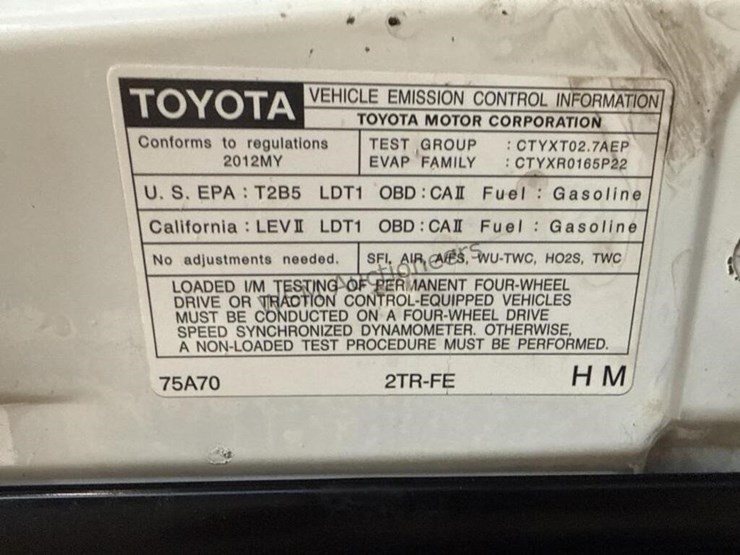 TOYOTA
VEHICLE EMISSION CONTROL INFORMATION
TOYOTA MOTOR CORPORATION
Conforms to regulations
2012MY
TEST GROUP : CTYXT02.7AEP
EVAP FAMILY : CTYXR0165P22
U. S. EPA : T2B5 LDT1 OBD : CAⅡ Fuel : Gasoline
California : LEVⅡ LDT1 OBD : CAⅡ Fuel : Gasoline
No adjustments needed.
SFI, AIR, A/FS, WU-TWC, HO2S, TWC
LOADED I/M TESTING OF PERMANENT FOUR-WHEEL
DRIVE OR TRACTION CONTROL-EQUIPPED VEHICLES
MUST BE CONDUCTED ON A FOUR-WHEEL DRIVE
SPEED SYNCHRONIZED DYNAMOMETER. OTHERWISE,
A NON-LOADED TEST PROCEDURE MUST BE PERFORMED.
75A70 2TR-FE H M
Auctioneers